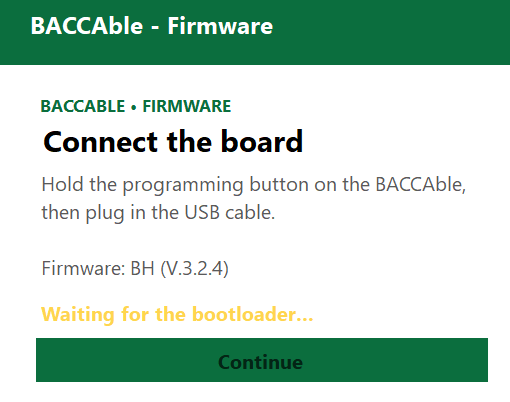 BACCAble - Firmware
BACCABLE • FIRMWARE
Connect the board
Hold the programming button on the BACCAble,
then plug in the USB cable.
Firmware: BH (V.3.2.4)
Waiting for the bootloader...
Continue